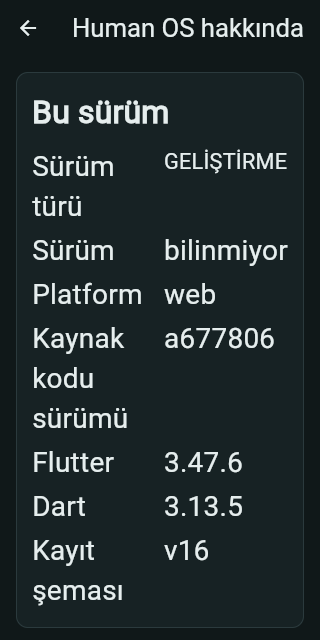 Human OS hakkında
Bu sürüm
Sürüm türü GELİŞTİRME
Sürüm bilinmiyor
Platform web
Kaynak kodu sürümü a677806
Flutter 3.47.6
Dart 3.13.5
Kayıt şeması v16